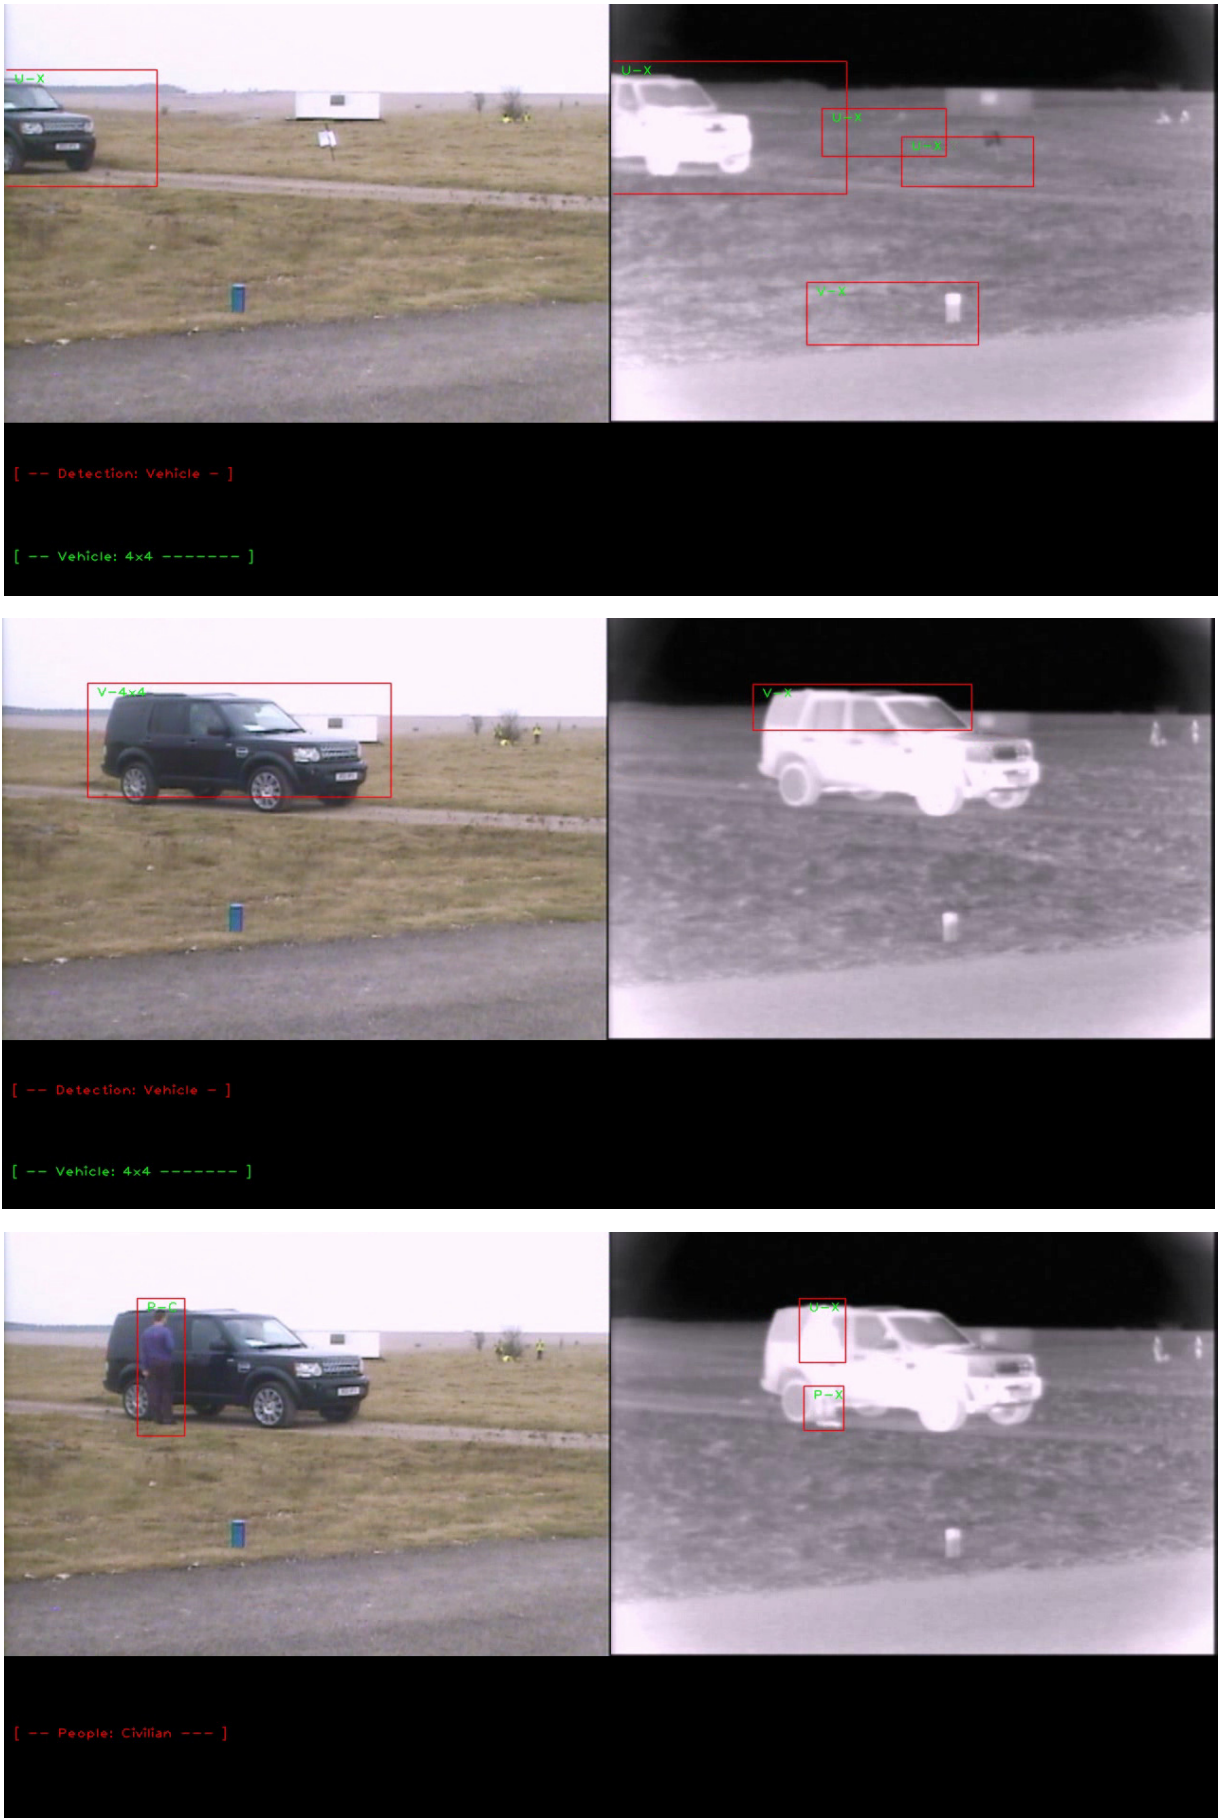 U-X
U-X
U-X
U-X
V-X
[ -- Detection: Vehicle - ]
[ -- Vehicle: 4x4 ------- ]
V-4x4
V-X
[ -- Detection: Vehicle - ]
[ -- Vehicle: 4x4 ------- ]
P-C
U-X
P-X
[ -- People: Civilian --- ]